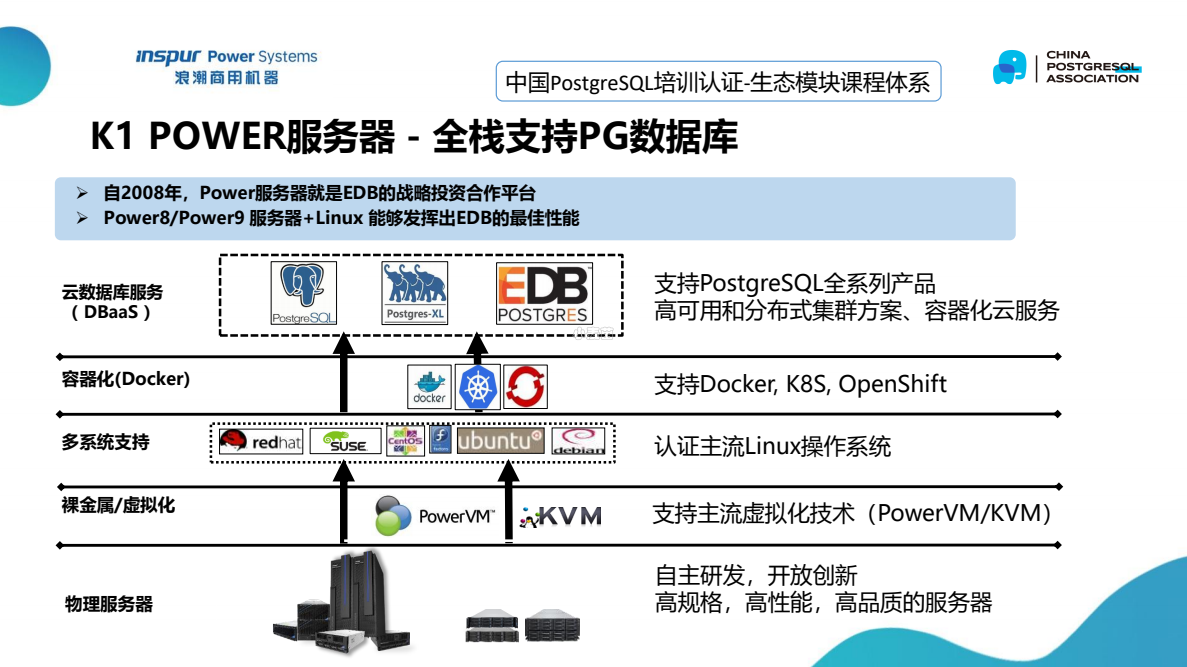 inspur Power Systems
浪潮商用机器
中国PostgreSQL培训认证-生态模块课程体系
CHINA
POSTGRESQL
ASSOCIATION
K1 POWER服务器 - 全栈支持PG数据库
➢ 自2008年，Power服务器就是EDB的战略投资合作平台
➢ Power8/Power9 服务器+Linux 能够发挥出EDB的最佳性能
云数据库服务
（ DBaaS ）
PostgreSQL
Postgres-XL
EDB
POSTGRES
支持PostgreSQL全系列产品
高可用和分布式集群方案、容器化云服务
容器化(Docker)
docker
支持Docker, K8S, OpenShift
多系统支持
redhat
SUSE
CentOS
ubuntu
debian
认证主流Linux操作系统
裸金属/虚拟化
PowerVM™
KVM
支持主流虚拟化技术（PowerVM/KVM）
物理服务器
自主研发，开放创新
高规格，高性能，高品质的服务器